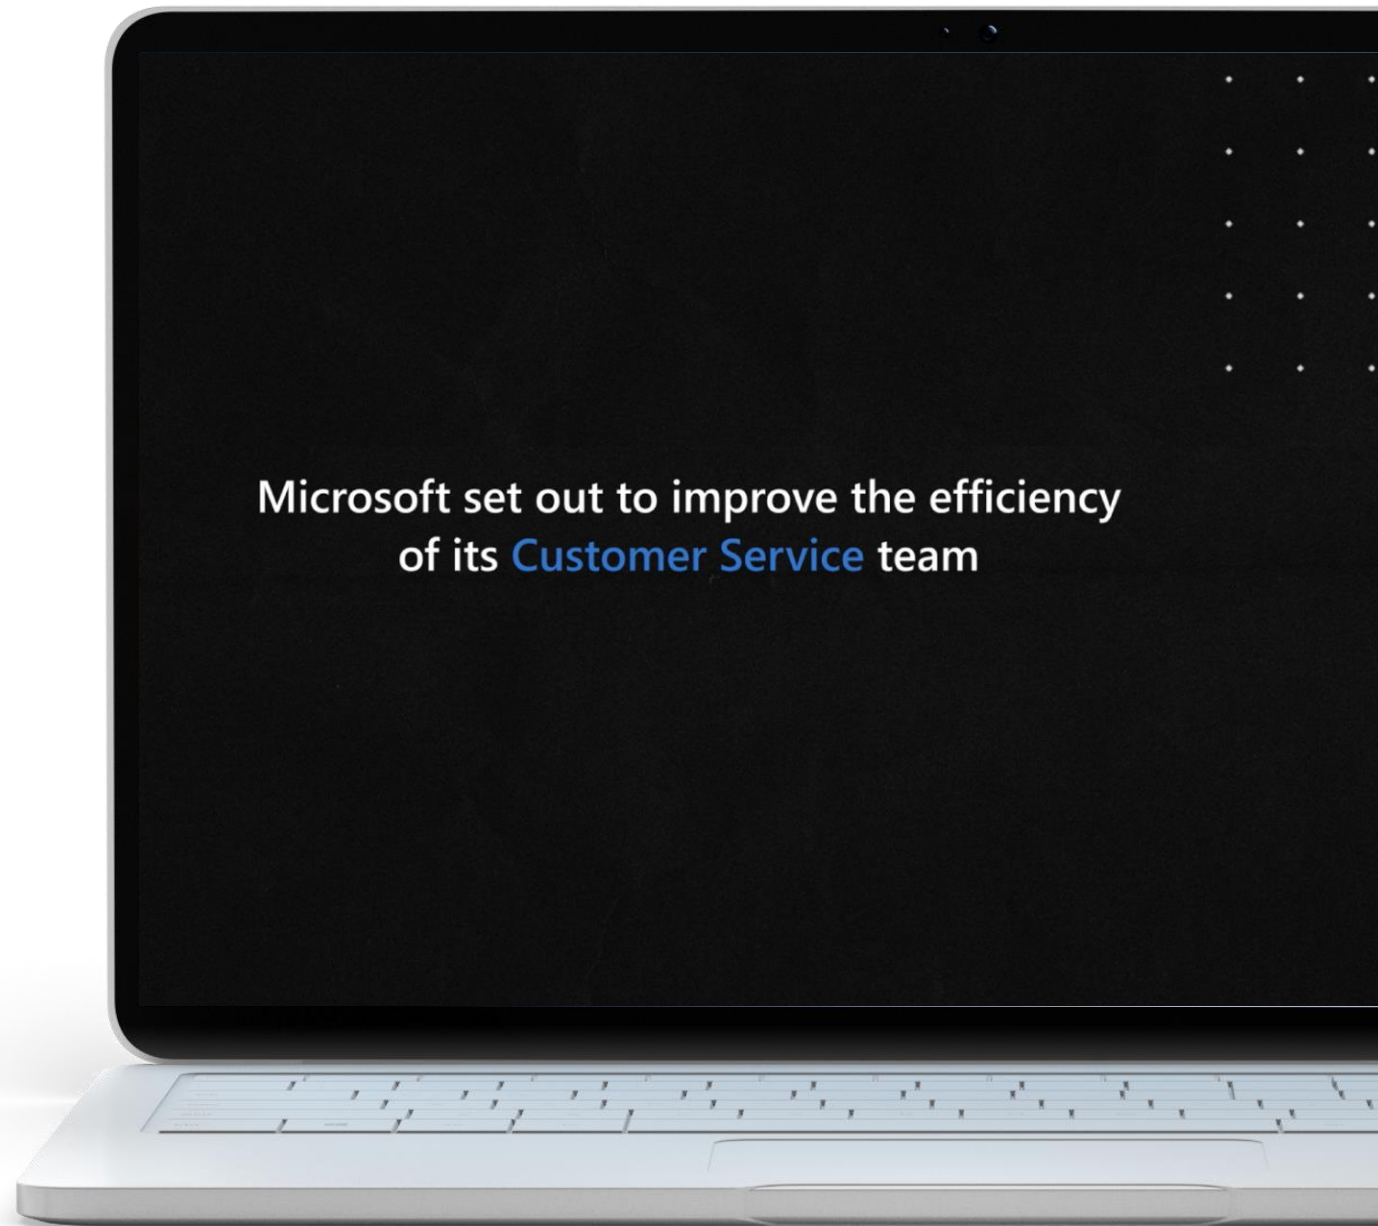 Microsoft set out to improve the efficiency
of its Customer Service team